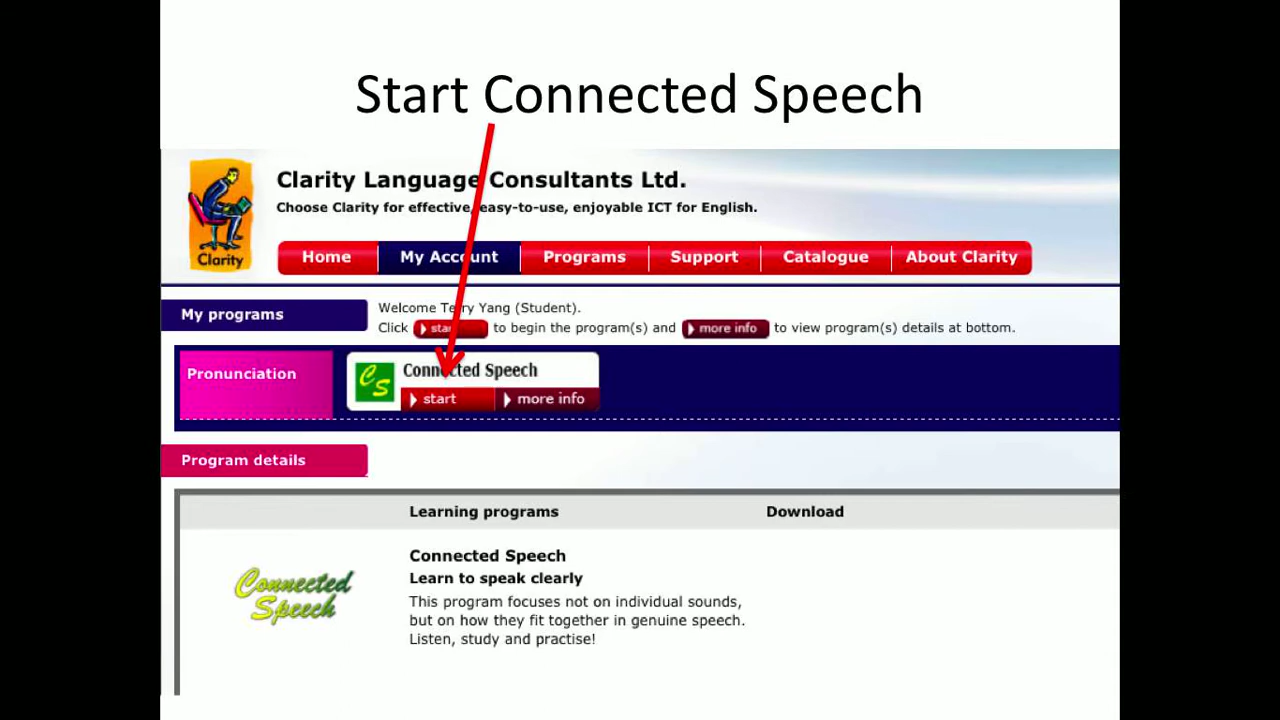 Start Connected Speech
Clarity Language Consultants Ltd.
Choose Clarity for effective, easy-to-use, enjoyable ICT for English.
Clarity
Home My Account Programs Support Catalogue About Clarity
My programs
Welcome Terry Yang (Student).
Click start to begin the program(s) and more info to view program(s) details at bottom.
Pronunciation
CS
Connected Speech
start more info
Program details
Learning programs Download
Connected Speech
Connected Speech
Learn to speak clearly
This program focuses not on individual sounds,
but on how they fit together in genuine speech.
Listen, study and practise!